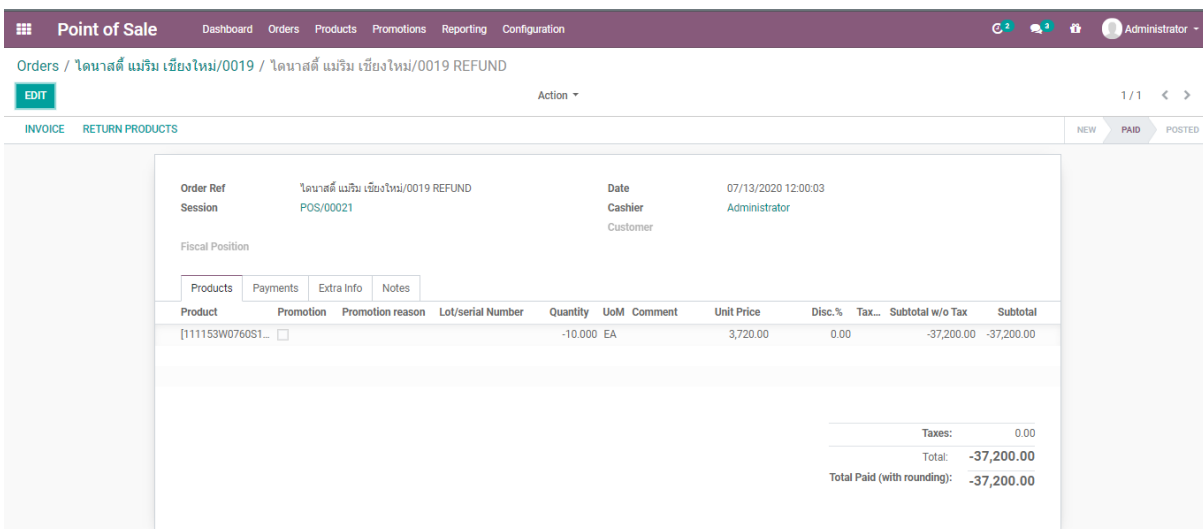 Point of Sale Dashboard Orders Products Promotions Reporting Configuration 2 3 Administrator
Orders / ไดนาสตี้ แม่ริม เชียงใหม่/0019 / ไดนาสตี้ แม่ริม เชียงใหม่/0019 REFUND
EDIT Action 1 / 1
INVOICE RETURN PRODUCTS NEW PAID POSTED
Order Ref ไดนาสตี้ แม่ริม เชียงใหม่/0019 REFUND Date 07/13/2020 12:00:03
Session POS/00021 Cashier Administrator
Customer
Fiscal Position
Products Payments Extra Info Notes
Product Promotion Promotion reason Lot/serial Number Quantity UoM Comment Unit Price Disc.% Tax... Subtotal w/o Tax Subtotal
[111153W0760S1... -10.000 EA 3,720.00 0.00 -37,200.00 -37,200.00
Taxes: 0.00
Total: -37,200.00
Total Paid (with rounding): -37,200.00